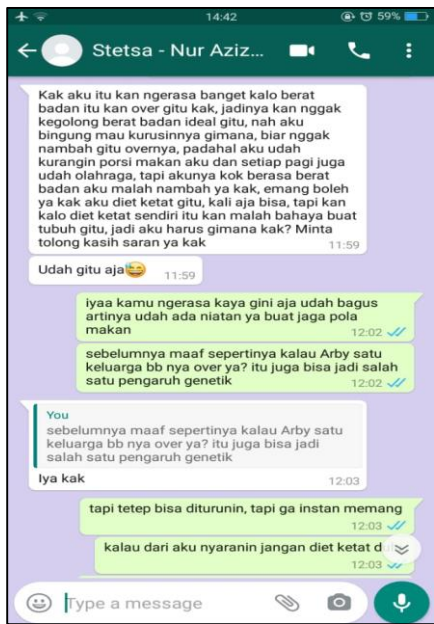 14:42
59%
Stetsa - Nur Aziz...
Kak aku itu kan ngerasa banget kalo berat
badan itu kan over gitu kak, jadinya kan nggak
kegolong berat badan ideal gitu, nah aku
bingung mau kurusinnya gimana, biar nggak
nambah gitu overnya, padahal aku udah
kurangin porsi makan aku dan setiap pagi juga
udah olahraga, tapi akunya kok berasa berat
badan aku malah nambah ya kak, emang boleh
ya kak aku diet ketat gitu, kali aja bisa, tapi kan
kalo diet ketat sendiri itu kan malah bahaya buat
tubuh gitu, jadi aku harus gimana kak? Minta
tolong kasih saran ya kak
11:59
Udah gitu aja😅
11:59
iyaa kamu ngerasa kaya gini aja udah bagus
artinya udah ada niatan ya buat jaga pola
makan
12:02
sebelumnya maaf sepertinya kalau Arby satu
keluarga bb nya over ya? itu juga bisa jadi salah
satu pengaruh genetik
12:02
You
sebelumnya maaf sepertinya kalau Arby satu
keluarga bb nya over ya? itu juga bisa jadi
salah satu pengaruh genetik
Iya kak
12:03
tapi tetep bisa diturunin, tapi ga instan memang
12:03
kalau dari aku nyaranin jangan diet ketat
12:03
Type a message